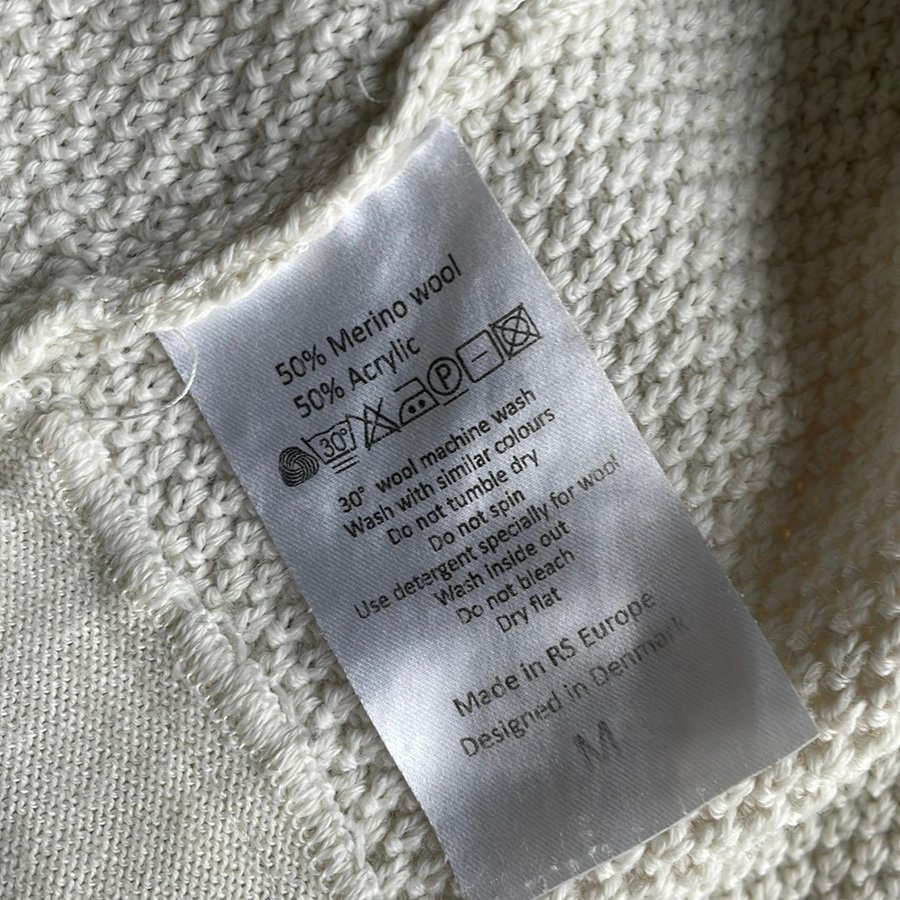 50% Merino wool
50% Acrylic
30° P
30° wool machine wash
Wash with similar colours
Do not tumble dry
Do not spin
Use detergent specially for wool
Wash inside out
Do not bleach
Dry flat
Made in RS Europe
Designed in Denmark
M